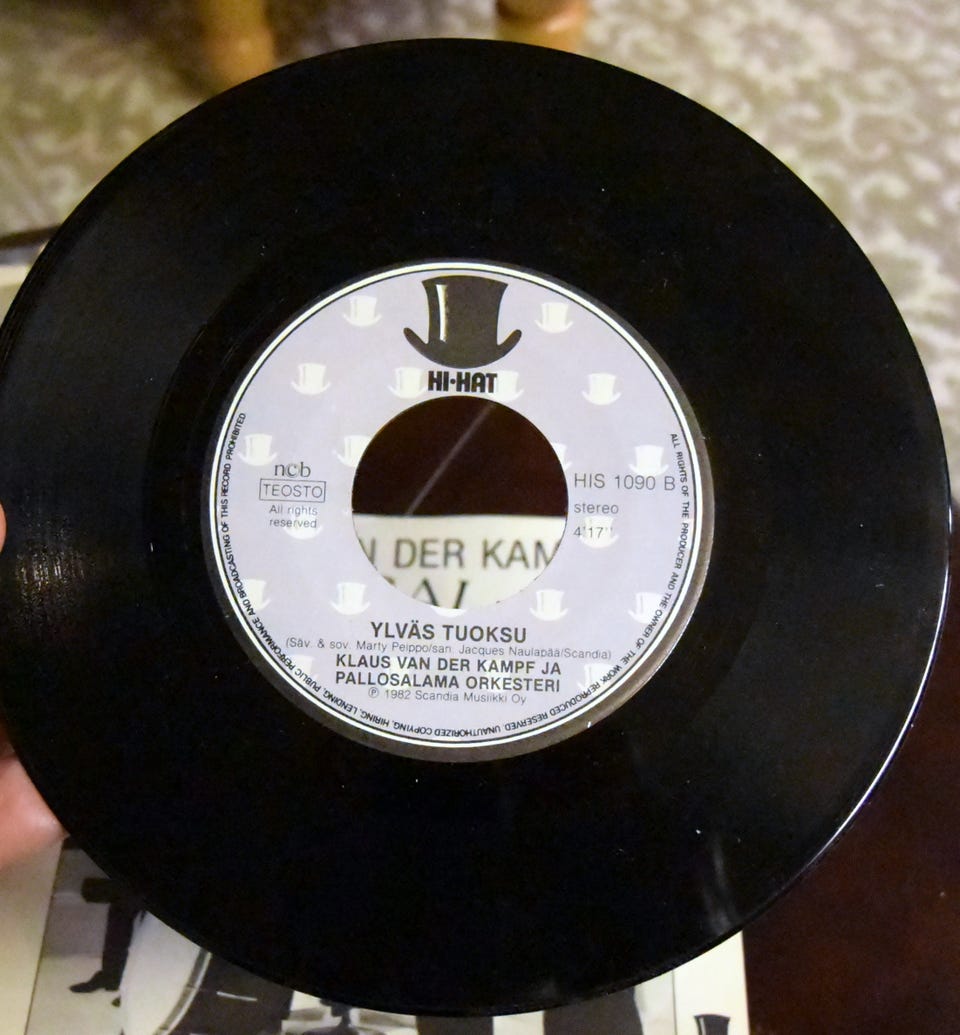 HI·HAT
ncb
TEOSTO
All rights
reserved
HIS 1090 B
stereo
4'17''
N DER KAM
YLVÄS TUOKSU
(Säv. & sov. Marty Peippo/san. Jacques Naulapää/Scandia)
KLAUS VAN DER KAMPF JA
PALLOSALAMA ORKESTERI
℗ 1982 Scandia Musiikki Oy
ALL RIGHTS OF THE PRODUCER AND THE OWNER OF THE WORK REPRODUCED RESERVED. UNAUTHORIZED COPYING, HIRING, LENDING, PUBLIC PERFORMANCE AND BROADCASTING OF THIS RECORD PROHIBITED